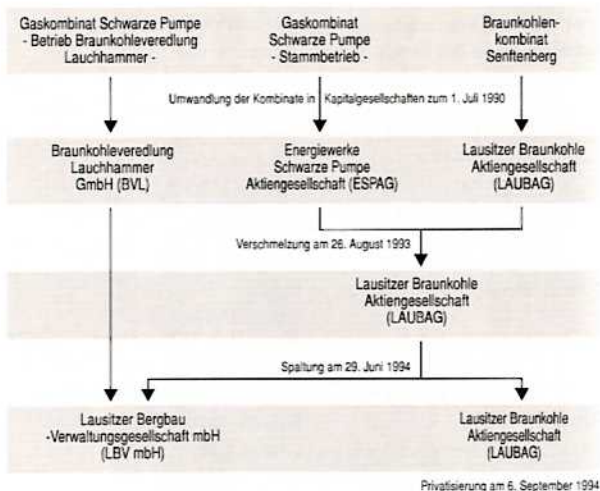 Gaskombinat Schwarze Pumpe
- Betrieb Braunkohleveredlung
Lauchhammer -
Gaskombinat
Schwarze Pumpe
- Stammbetrieb -
Braunkohlen-
kombinat
Senftenberg
Umwandlung der Kombinate in Kapitalgesellschaften zum 1. Juli 1990
Braunkohleveredlung
Lauchhammer
GmbH (BVL)
Energiewerke
Schwarze Pumpe
Aktiengesellschaft (ESPAG)
Lausitzer Braunkohle
Aktiengesellschaft
(LAUBAG)
Verschmelzung am 26. August 1993
Lausitzer Braunkohle
Aktiengesellschaft
(LAUBAG)
Spaltung am 29. Juni 1994
Lausitzer Bergbau
-Verwaltungsgesellschaft mbH
(LBV mbH)
Lausitzer Braunkohle
Aktiengesellschaft
(LAUBAG)
Privatisierung am 6. September 1994